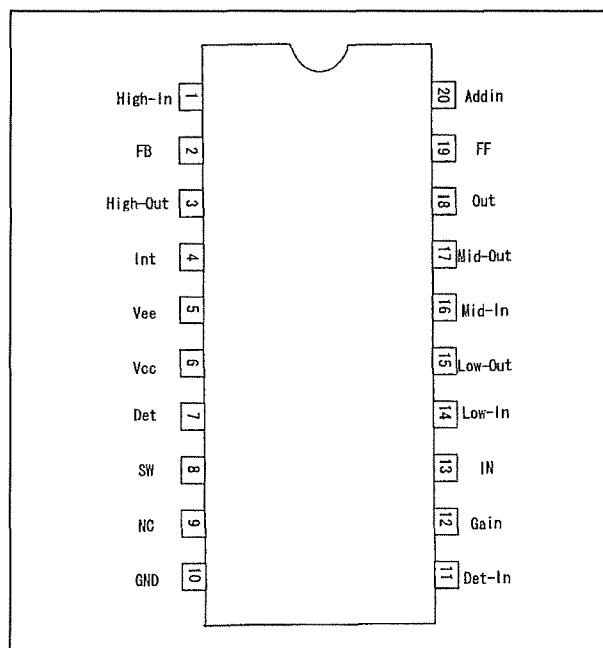 High-In 1 20 Addin
FB 2 19 FF
High-Out 3 18 Out
Int 4 17 Mid-Out
Vee 5 16 Mid-In
Vcc 6 15 Low-Out
Det 7 14 Low-In
SW 8 13 IN
NC 9 12 Gain
GND 10 11 Det-In